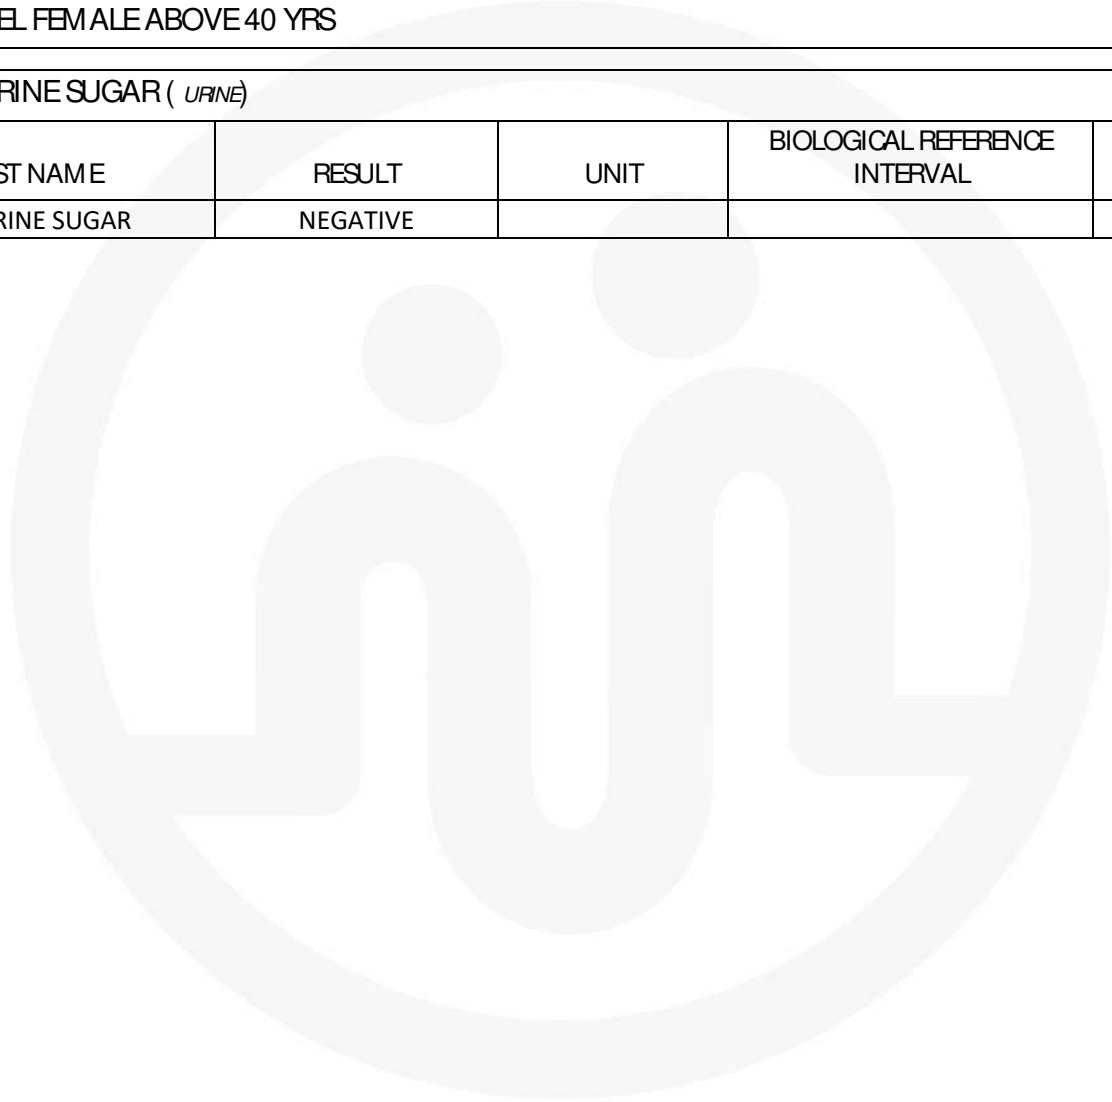 EL FEMALE ABOVE 40 YRS
RINE SUGAR ( URINE)
ST NAME RESULT UNIT BIOLOGICAL REFERENCE
INTERVAL
RINE SUGAR NEGATIVE